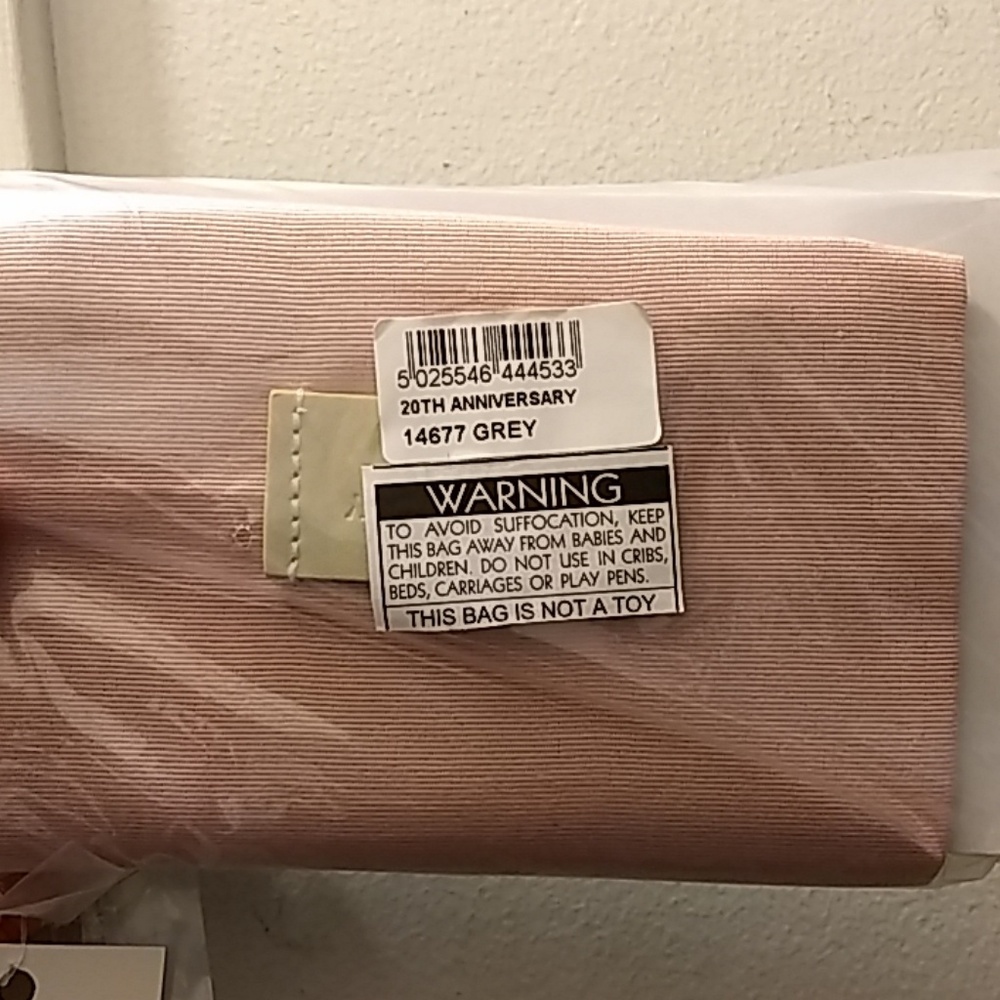 5 025546 444533
20TH ANNIVERSARY
14677 GREY
WARNING
TO AVOID SUFFOCATION, KEEP
THIS BAG AWAY FROM BABIES AND
CHILDREN. DO NOT USE IN CRIBS,
BEDS, CARRIAGES OR PLAY PENS.
THIS BAG IS NOT A TOY